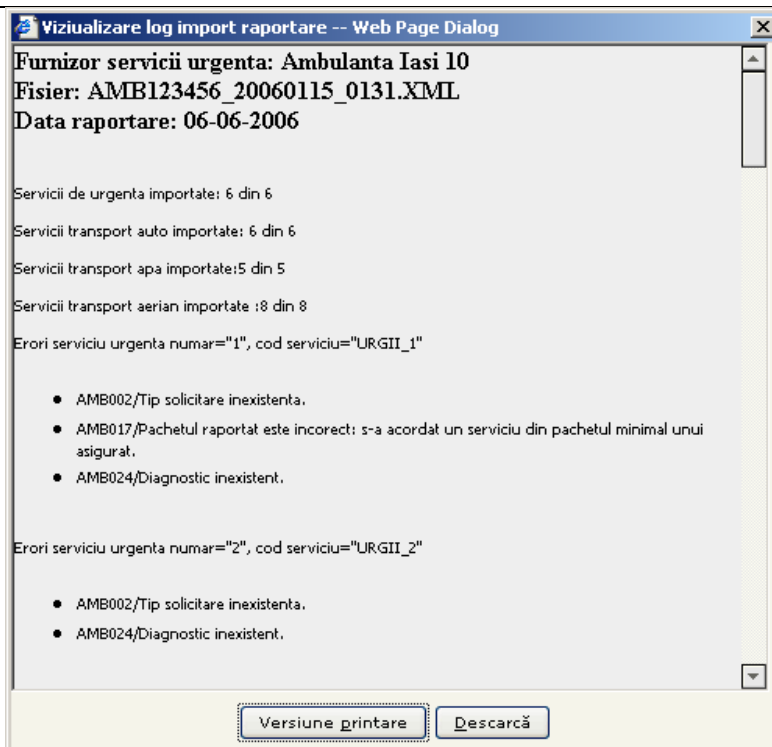 Viziualizare log import raportare -- Web Page Dialog
Furnizor servicii urgenta: Ambulanta Iasi 10
Fisier: AMB123456_20060115_0131.XML
Data raportare: 06-06-2006
Servicii de urgenta importate: 6 din 6
Servicii transport auto importate: 6 din 6
Servicii transport apa importate:5 din 5
Servicii transport aerian importate :8 din 8
Erori serviciu urgenta numar="1", cod serviciu="URGII_1"
● AMB002/Tip solicitare inexistenta.
● AMB017/Pachetul raportat este incorect: s-a acordat un serviciu din pachetul minimal unui
asigurat.
● AMB024/Diagnostic inexistent.
Erori serviciu urgenta numar="2", cod serviciu="URGII_2"
● AMB002/Tip solicitare inexistenta.
● AMB024/Diagnostic inexistent.
Versiune printare Descarcă